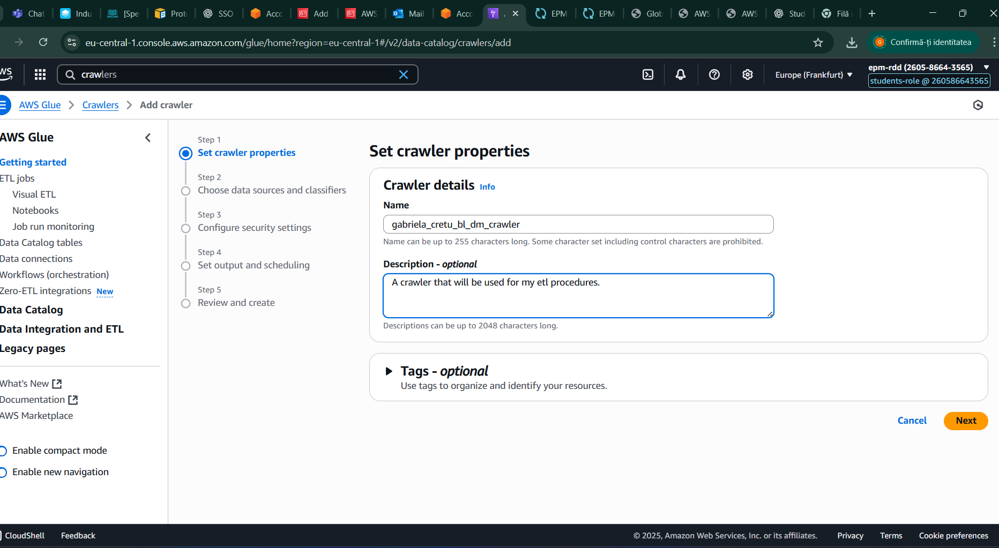 Chat
Indu
[Spe
Prote
SSO
Acco
Add
AWS
Mail
Acco
EPM
EPM
Glob
AWS
AWS
Stud
Filă
eu-central-1.console.aws.amazon.com/glue/home?region=eu-central-1#/v2/data-catalog/crawlers/add
Confirmă-ți identitatea
crawlers
Europe (Frankfurt)
epm-rdd (2605-8664-3565)
students-role @ 260586643565
AWS Glue
Crawlers
Add crawler
AWS Glue
Getting started
ETL jobs
Visual ETL
Notebooks
Job run monitoring
Data Catalog tables
Data connections
Workflows (orchestration)
Zero-ETL integrations New
Data Catalog
Data Integration and ETL
Legacy pages
What's New
Documentation
AWS Marketplace
Enable compact mode
Enable new navigation
Step 1
Set crawler properties
Step 2
Choose data sources and classifiers
Step 3
Configure security settings
Step 4
Set output and scheduling
Step 5
Review and create
Set crawler properties
Crawler details Info
Name
gabriela_cretu_bl_dm_crawler
Name can be up to 255 characters long. Some character set including control characters are prohibited.
Description - optional
A crawler that will be used for my etl procedures.
Descriptions can be up to 2048 characters long.
Tags - optional
Use tags to organize and identify your resources.
Cancel
Next
CloudShell
Feedback
© 2025, Amazon Web Services, Inc. or its affiliates.
Privacy
Terms
Cookie preferences